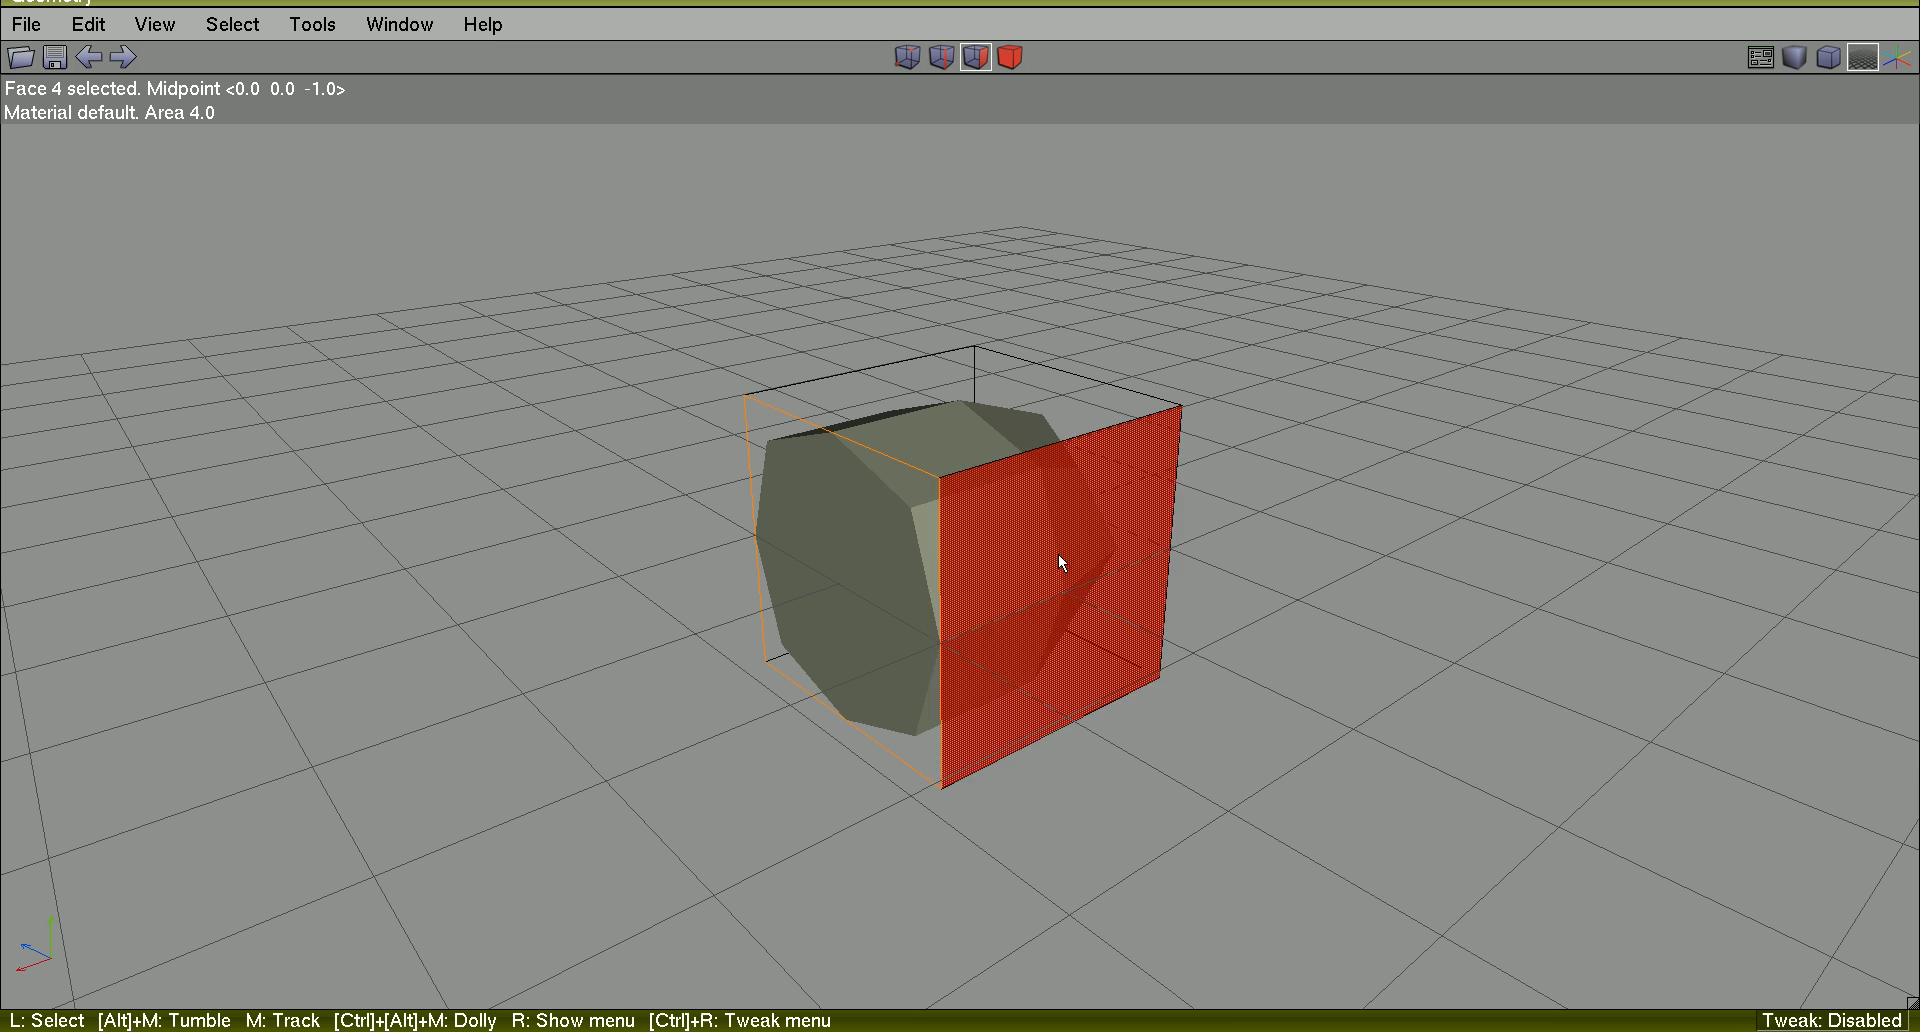 Geometry
File Edit View Select Tools Window Help
Face 4 selected. Midpoint <0.0 0.0 -1.0>
Material default. Area 4.0
L: Select [Alt]+M: Tumble M: Track [Ctrl]+[Alt]+M: Dolly R: Show menu [Ctrl]+R: Tweak menu
Tweak: Disabled